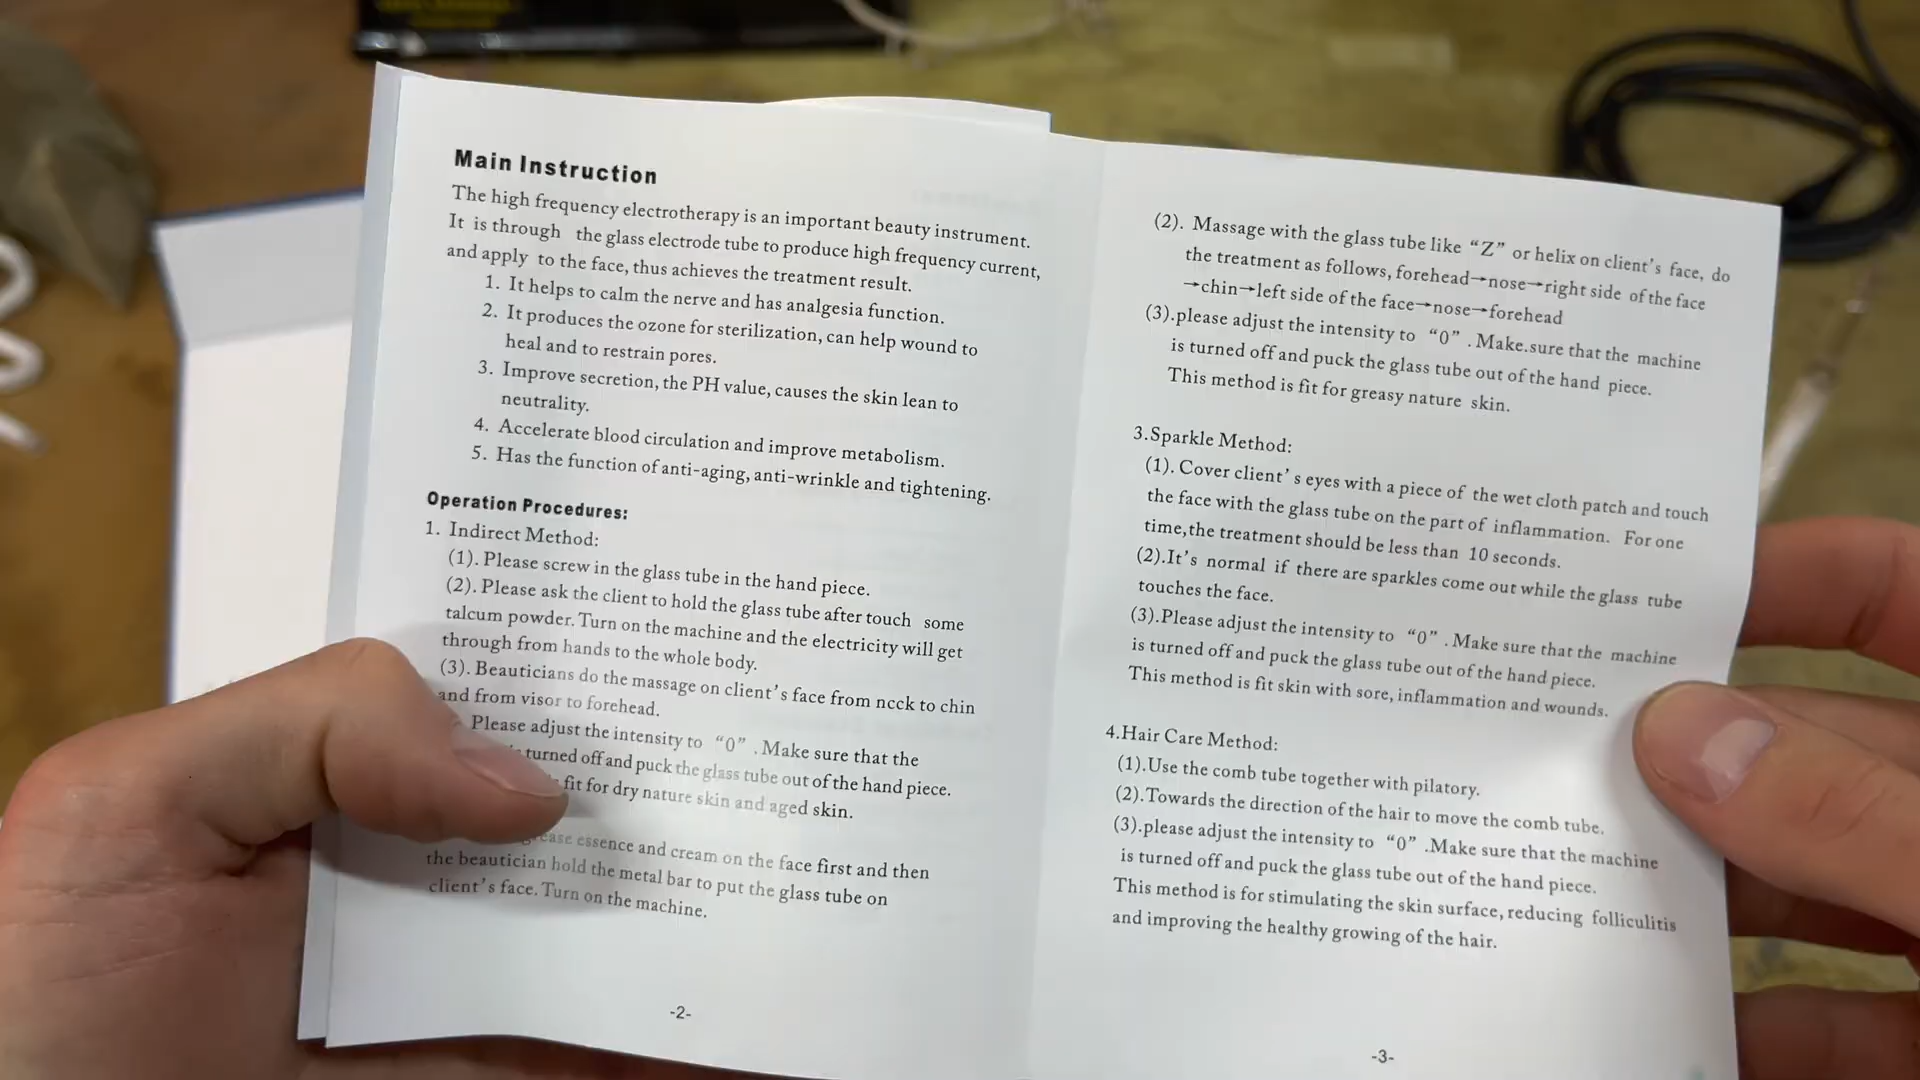 Main Instruction
The high frequency electrotherapy is an important beauty instrument.
It is through the glass electrode tube to produce high frequency current,
and apply to the face, thus achieves the treatment result.
1. It helps to calm the nerve and has analgesia function.
2. It produces the ozone for sterilization, can help wound to
heal and to restrain pores.
3. Improve secretion, the PH value, causes the skin lean to
neutrality.
4. Accelerate blood circulation and improve metabolism.
5. Has the function of anti-aging, anti-wrinkle and tightening.
Operation Procedures:
1. Indirect Method:
(1). Please screw in the glass tube in the hand piece.
(2). Please ask the client to hold the glass tube after touch some
talcum powder. Turn on the machine and the electricity will get
through from hands to the whole body.
(3). Beauticians do the massage on client's face from ncck to chin
and from visor to forehead.
Please adjust the intensity to "0" . Make sure that the
turned off and puck the glass tube out of the hand piece.
fit for dry nature skin and aged skin.
essence and cream on the face first and then
the beautician hold the metal bar to put the glass tube on
client's face. Turn on the machine.
-2-
(2). Massage with the glass tube like "Z" or helix on client's face, do
the treatment as follows, forehead→nose→right side of the face
→chin→left side of the face→nose→forehead
(3).please adjust the intensity to "0" . Make.sure that the machine
is turned off and puck the glass tube out of the hand piece.
This method is fit for greasy nature skin.
3.Sparkle Method:
(1). Cover client' s eyes with a piece of the wet cloth patch and touch
the face with the glass tube on the part of inflammation. For one
time,the treatment should be less than 10 seconds.
(2).It's normal if there are sparkles come out while the glass tube
touches the face.
(3).Please adjust the intensity to "0" . Make sure that the machine
is turned off and puck the glass tube out of the hand piece.
This method is fit skin with sore, inflammation and wounds.
4.Hair Care Method:
(1).Use the comb tube together with pilatory.
(2).Towards the direction of the hair to move the comb tube.
(3).please adjust the intensity to "0" .Make sure that the machine
is turned off and puck the glass tube out of the hand piece.
This method is for stimulating the skin surface, reducing folliculitis
and improving the healthy growing of the hair.
-3-